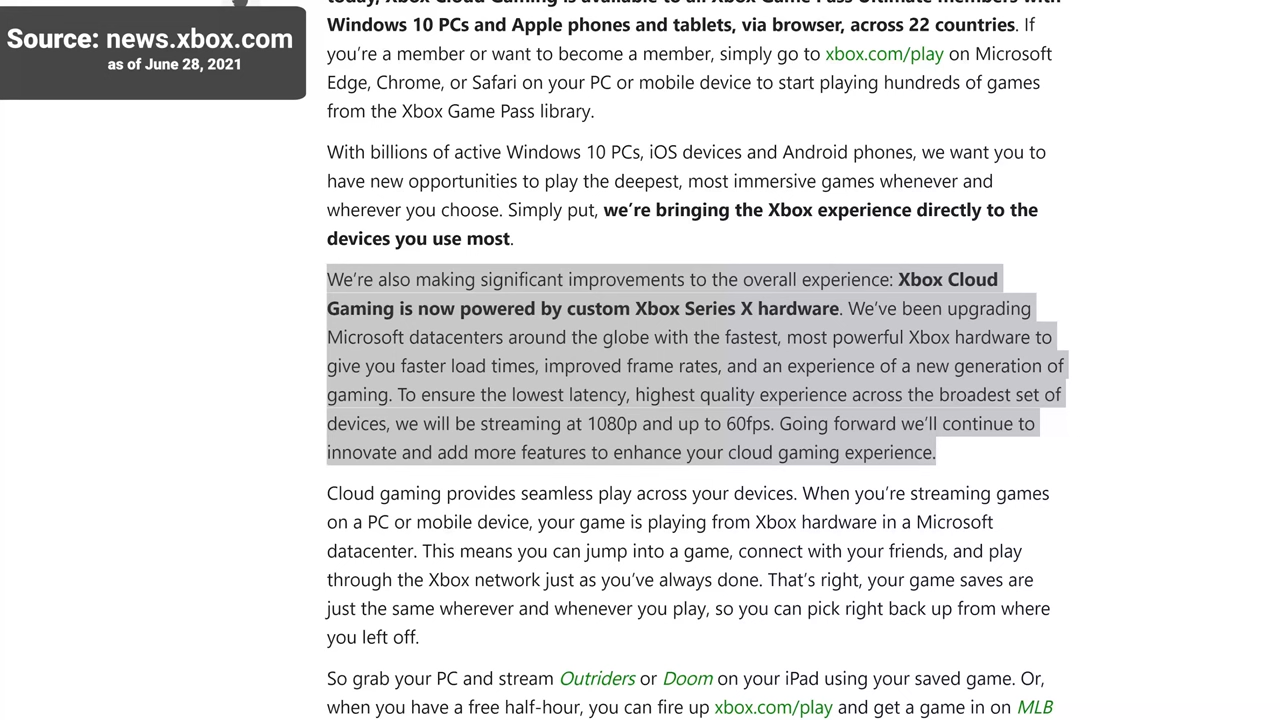 Source: news.xbox.com
as of June 28, 2021
today, Xbox Cloud Gaming is available to all Xbox Game Pass Ultimate members with
Windows 10 PCs and Apple phones and tablets, via browser, across 22 countries. If
you’re a member or want to become a member, simply go to xbox.com/play on Microsoft
Edge, Chrome, or Safari on your PC or mobile device to start playing hundreds of games
from the Xbox Game Pass library.
With billions of active Windows 10 PCs, iOS devices and Android phones, we want you to
have new opportunities to play the deepest, most immersive games whenever and
wherever you choose. Simply put, we’re bringing the Xbox experience directly to the
devices you use most.
We’re also making significant improvements to the overall experience: Xbox Cloud
Gaming is now powered by custom Xbox Series X hardware. We’ve been upgrading
Microsoft datacenters around the globe with the fastest, most powerful Xbox hardware to
give you faster load times, improved frame rates, and an experience of a new generation of
gaming. To ensure the lowest latency, highest quality experience across the broadest set of
devices, we will be streaming at 1080p and up to 60fps. Going forward we’ll continue to
innovate and add more features to enhance your cloud gaming experience.
Cloud gaming provides seamless play across your devices. When you’re streaming games
on a PC or mobile device, your game is playing from Xbox hardware in a Microsoft
datacenter. This means you can jump into a game, connect with your friends, and play
through the Xbox network just as you’ve always done. That’s right, your game saves are
just the same wherever and whenever you play, so you can pick right back up from where
you left off.
So grab your PC and stream Outriders or Doom on your iPad using your saved game. Or,
when you have a free half-hour, you can fire up xbox.com/play and get a game in on MLB